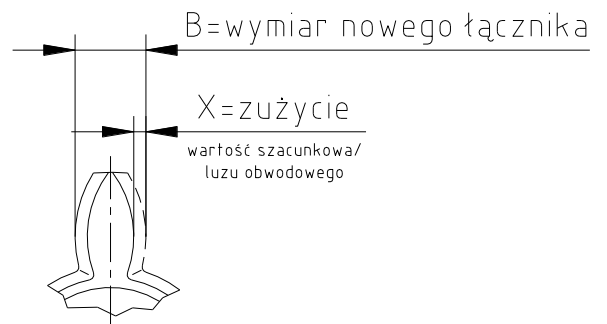 B=wymiar nowego łącznika
X=zużycie
wartość szacunkowa/
luzu obwodowego